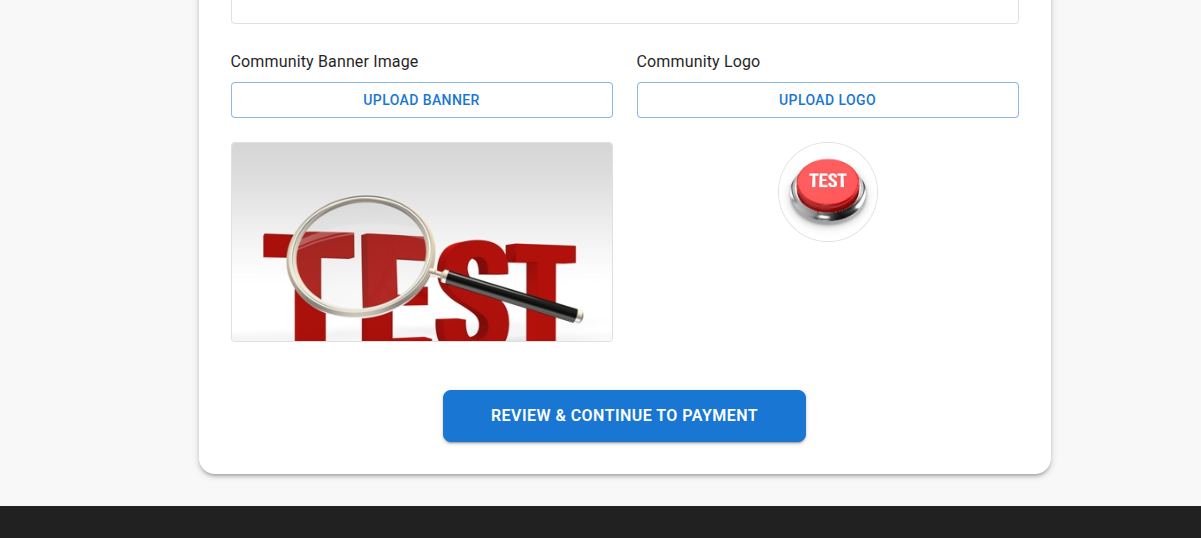 Community Banner Image
Community Logo
UPLOAD BANNER
UPLOAD LOGO
TEST
TEST
REVIEW & CONTINUE TO PAYMENT